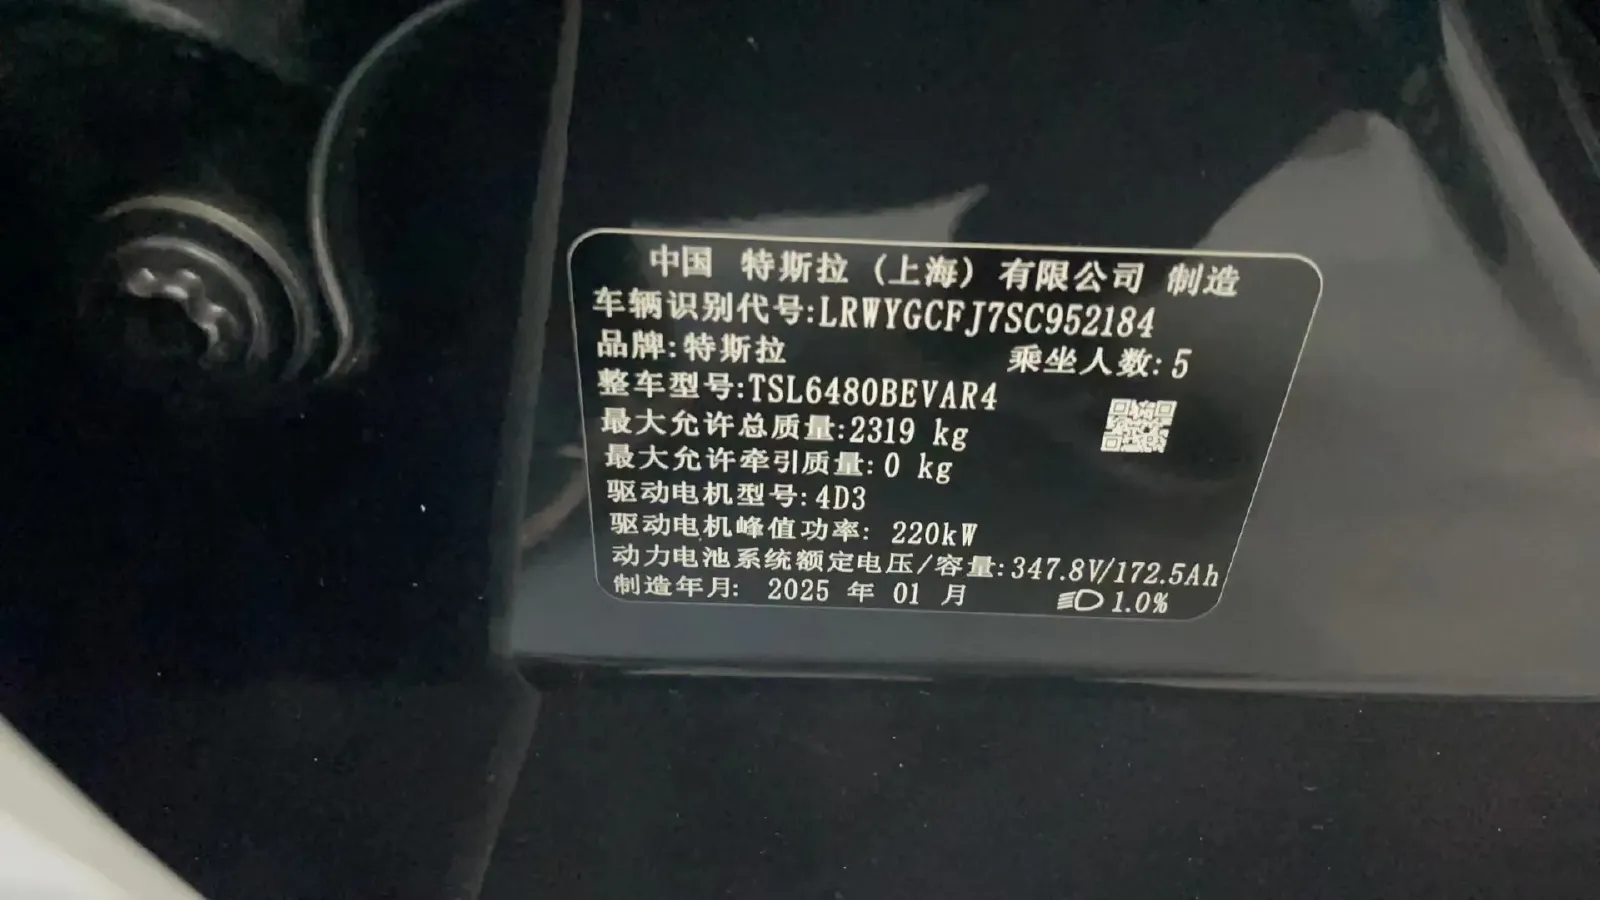 中国 特斯拉（上海）有限公司 制造
车辆识别代号:LRWYGCFJ7SC952184
品牌:特斯拉 乘坐人数:5
整车型号:TSL6480BEVAR4
最大允许总质量:2319 kg
最大允许牵引质量:0 kg
驱动电机型号:4D3
驱动电机峰值功率: 220kW
动力电池系统额定电压/容量:347.8V/172.5Ah
制造年月: 2025 年 01 月 1.0%